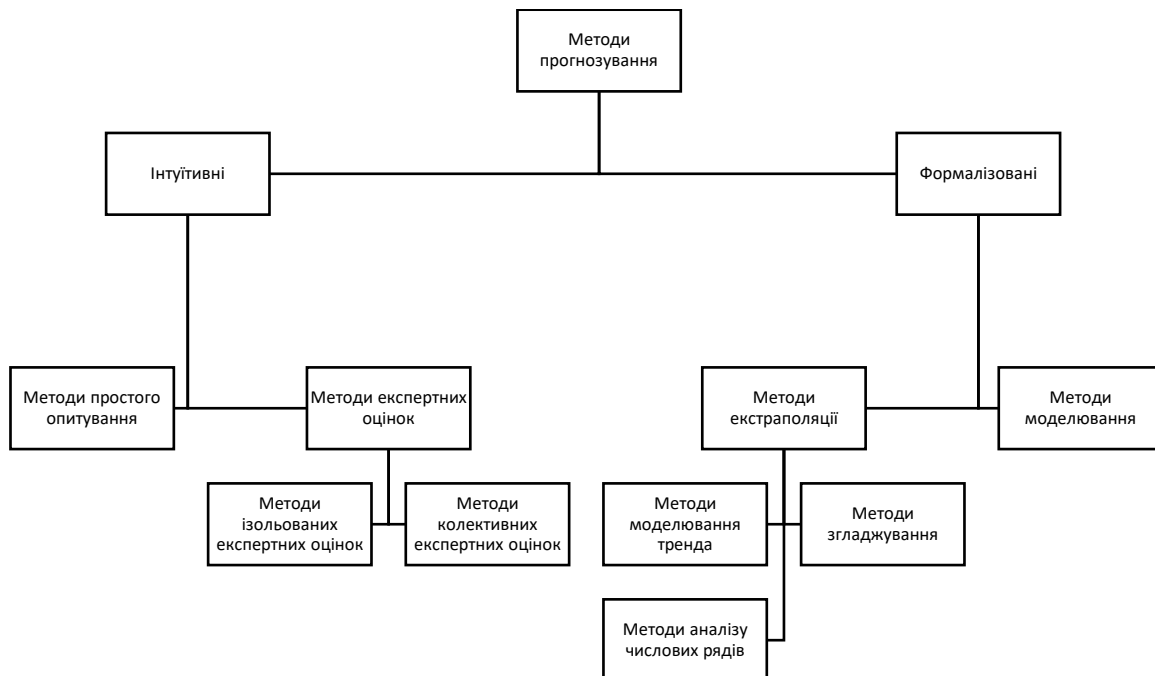 Методи
прогнозування
Інтуїтивні
Формалізовані
Методи простого
опитування
Методи експертних
оцінок
Методи
екстраполяції
Методи
моделювання
Методи
ізольованих
експертних оцінок
Методи
колективних
експертних оцінок
Методи
моделювання
тренда
Методи
згладжування
Методи аналізу
числових рядів